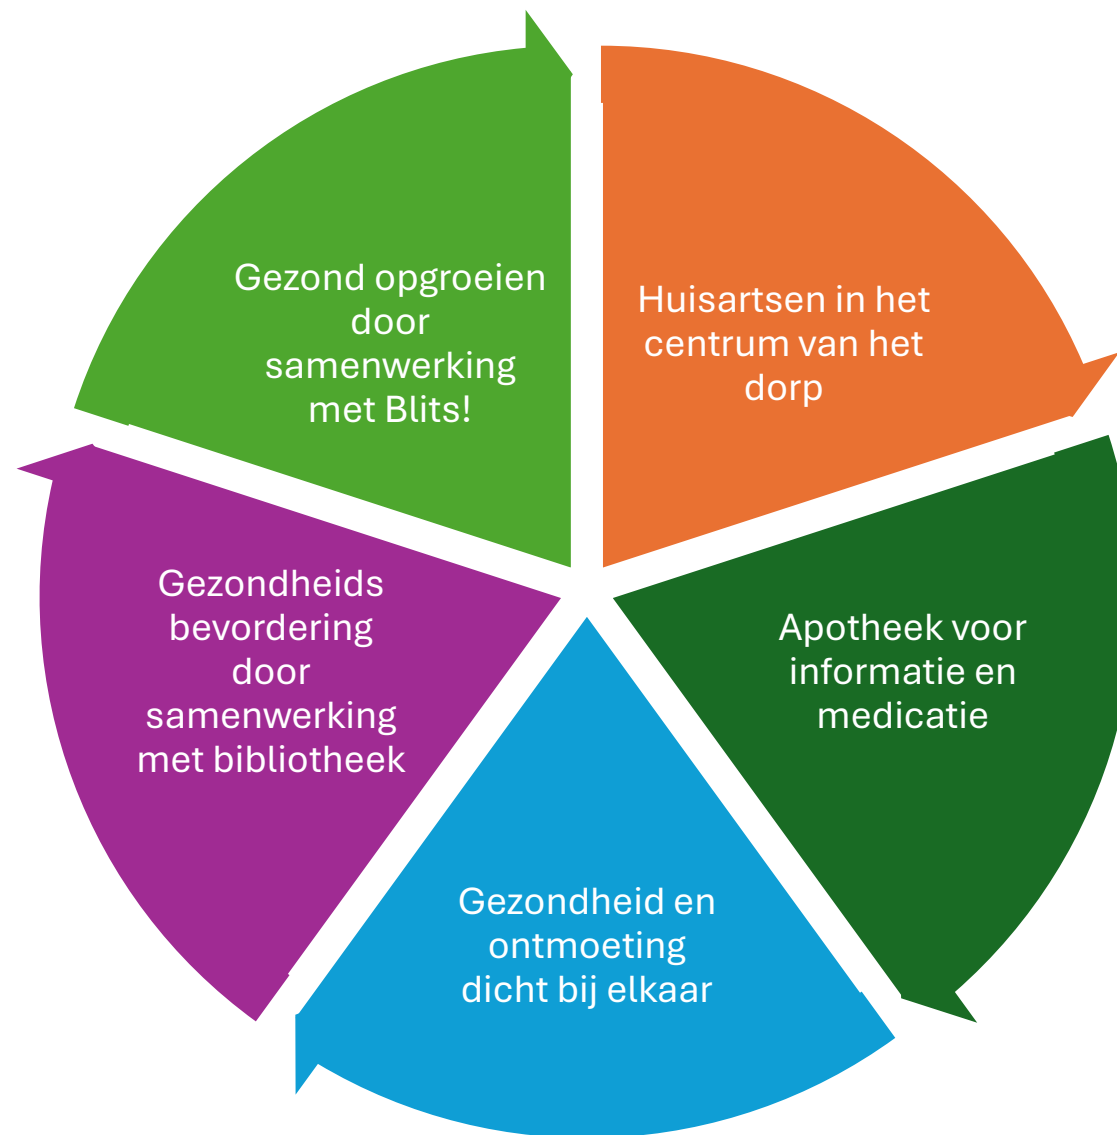 Gezond opgroeien
door
samenwerking
met Blits!
Huisartsen in het
centrum van het
dorp
Apotheek voor
informatie en
medicatie
Gezondheid en
ontmoeting
dicht bij elkaar
Gezondheids
bevordering
door
samenwerking
met bibliotheek